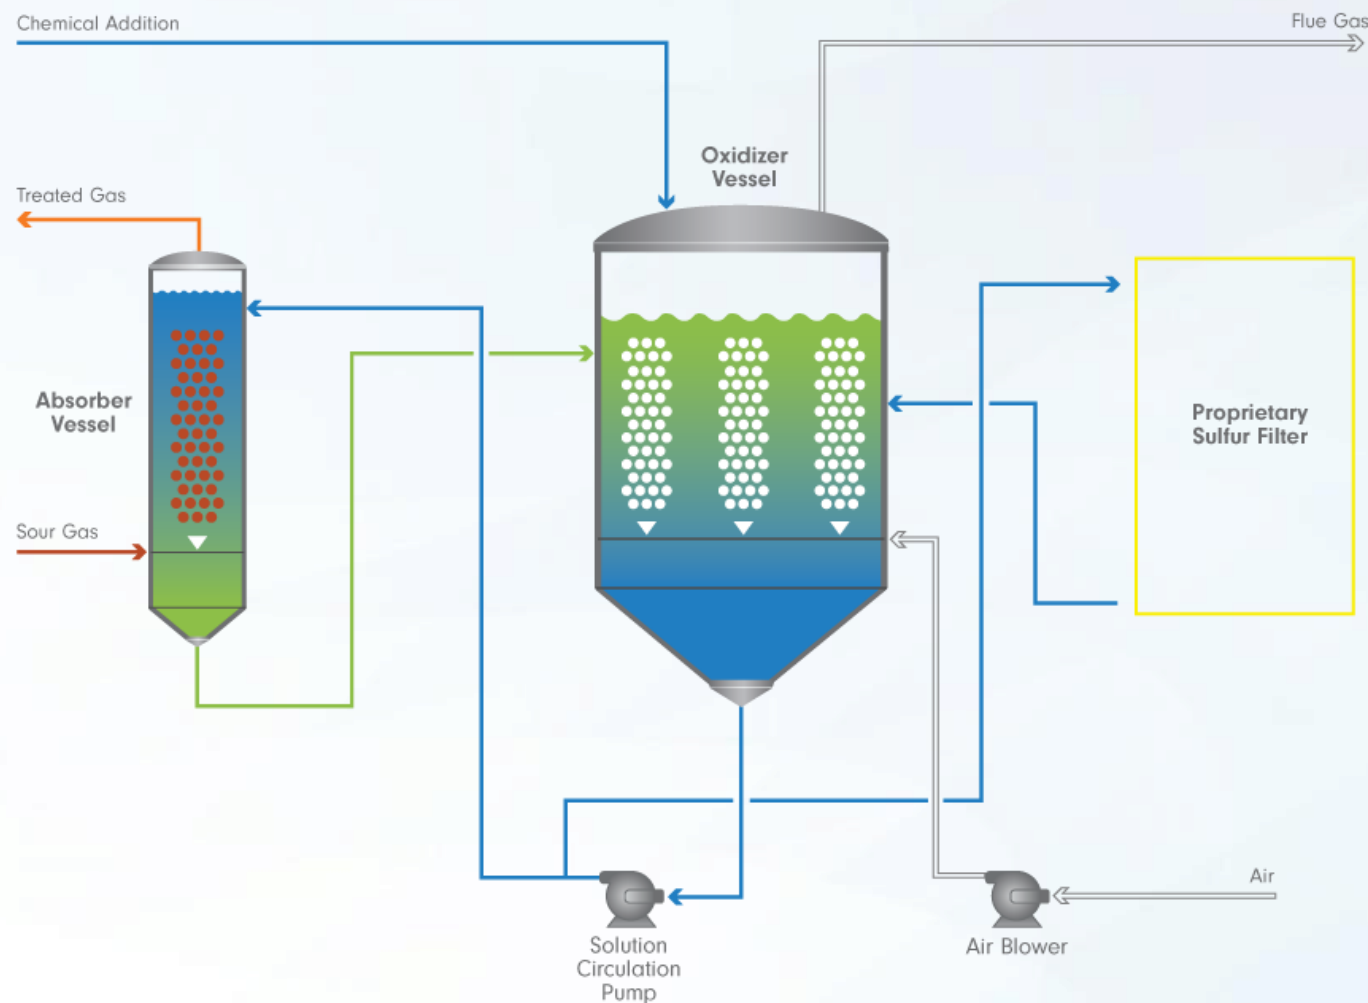 Chemical Addition
Flue Gas
Oxidizer
Vessel
Treated Gas
Absorber
Vessel
Proprietary
Sulfur Filter
Sour Gas
Air
Solution
Circulation
Pump
Air Blower